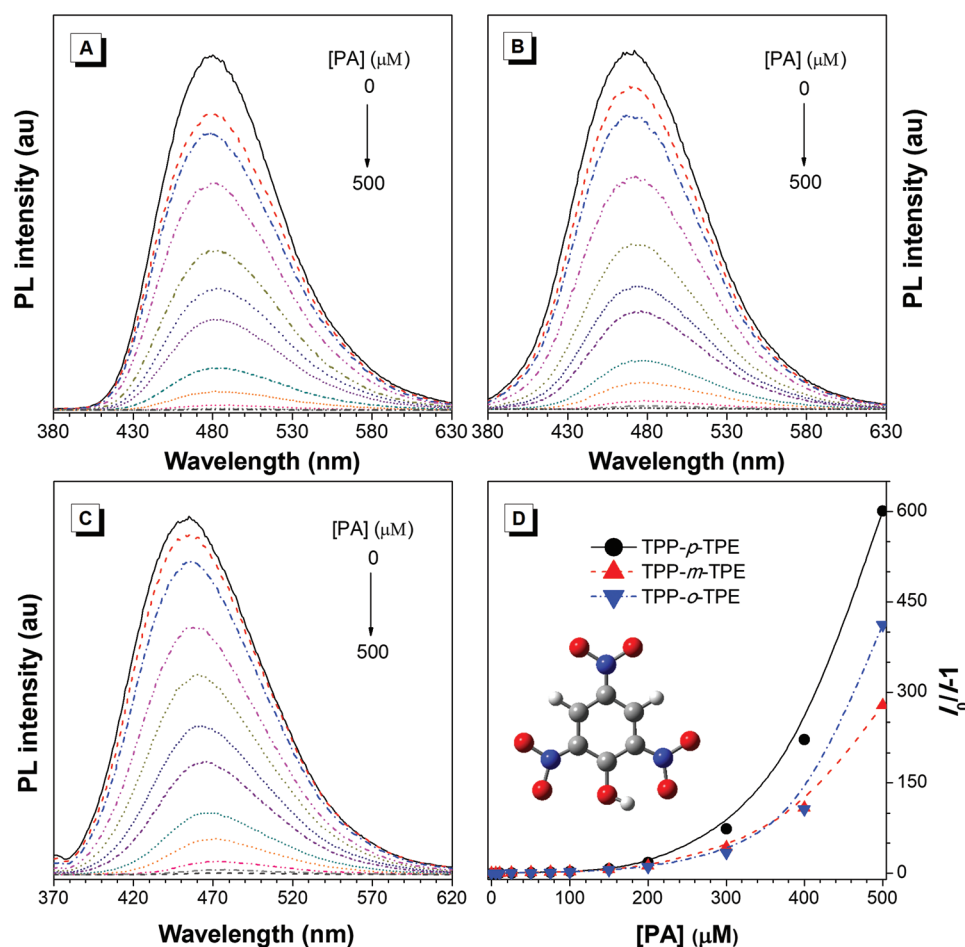 A
[PA] (μM)
0
500
PL intensity (au)
380 430 480 530 580 630
Wavelength (nm)
B
[PA] (μM)
0
500
PL intensity (au)
380 430 480 530 580 630
Wavelength (nm)
C
[PA] (μM)
0
500
PL intensity (au)
370 420 470 520 570 620
Wavelength (nm)
D
TPP-p-TPE
TPP-m-TPE
TPP-o-TPE
600
450
300
150
0
I0/I-1
0 100 200 300 400 500
[PA] (μM)